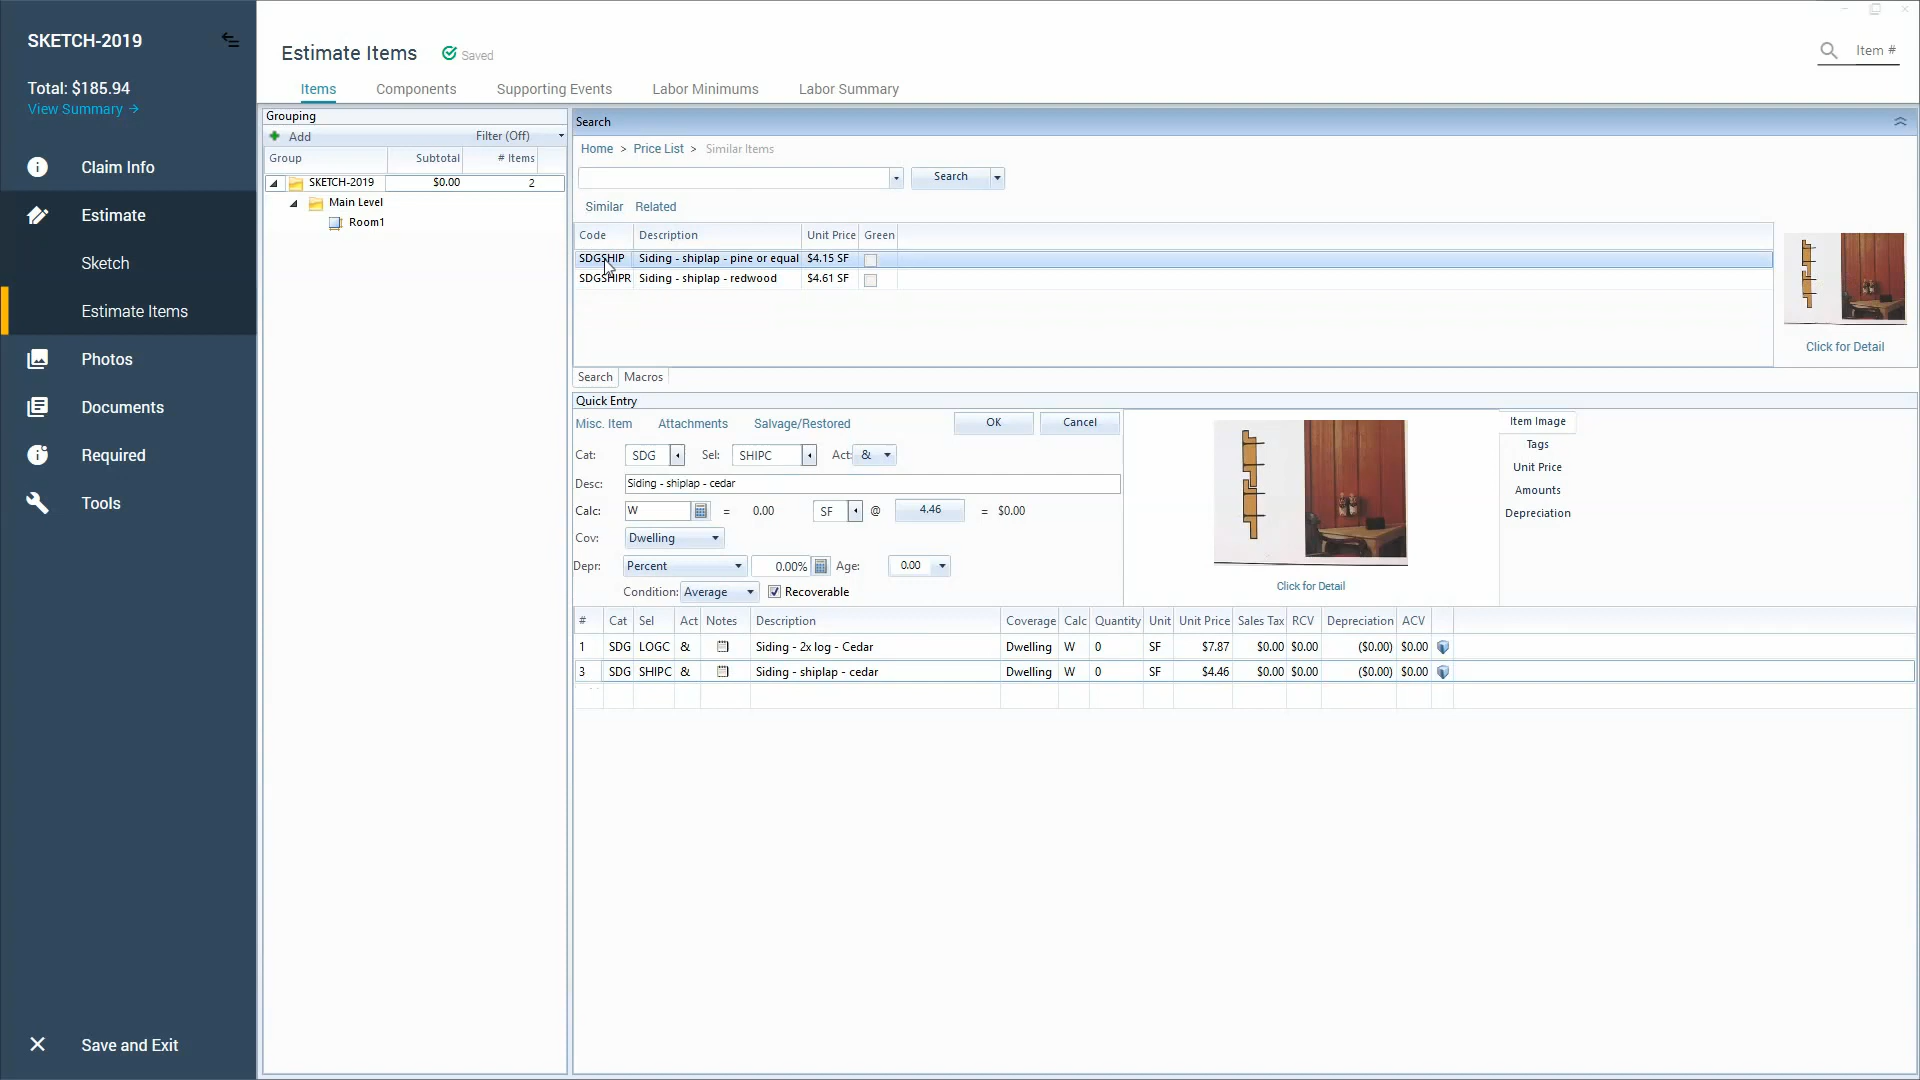 SKETCH-2019
Total: $185.94
View Summary →
Claim Info
Estimate
Sketch
Estimate Items
Photos
Documents
Required
Tools
Save and Exit
Estimate Items
Saved
Item #
Items
Components
Supporting Events
Labor Minimums
Labor Summary
Grouping
Add
Filter (Off)
Group Subtotal # Items
SKETCH-2019 $0.00 2
Main Level
Room1
Search
Home > Price List > Similar Items
Search
Similar Related
Code Description Unit Price Green
SDGSHIP Siding - shiplap - pine or equal $4.15 SF
SDGSHIPR Siding - shiplap - redwood $4.61 SF
Click for Detail
Search Macros
Quick Entry
Misc. Item Attachments Salvage/Restored OK Cancel
Cat: SDG Sel: SHIPC Act: &
Desc: Siding - shiplap - cedar
Calc: W = 0.00 SF @ 4.46 = $0.00
Cov: Dwelling
Depr: Percent 0.00% Age: 0.00
Condition: Average Recoverable
Click for Detail
Item Image
Tags
Unit Price
Amounts
Depreciation
# Cat Sel Act Notes Description Coverage Calc Quantity Unit Unit Price Sales Tax RCV Depreciation ACV
1 SDG LOGC & Siding - 2x log - Cedar Dwelling W 0 SF $7.87 $0.00 $0.00 ($0.00) $0.00
3 SDG SHIPC & Siding - shiplap - cedar Dwelling W 0 SF $4.46 $0.00 $0.00 ($0.00) $0.00